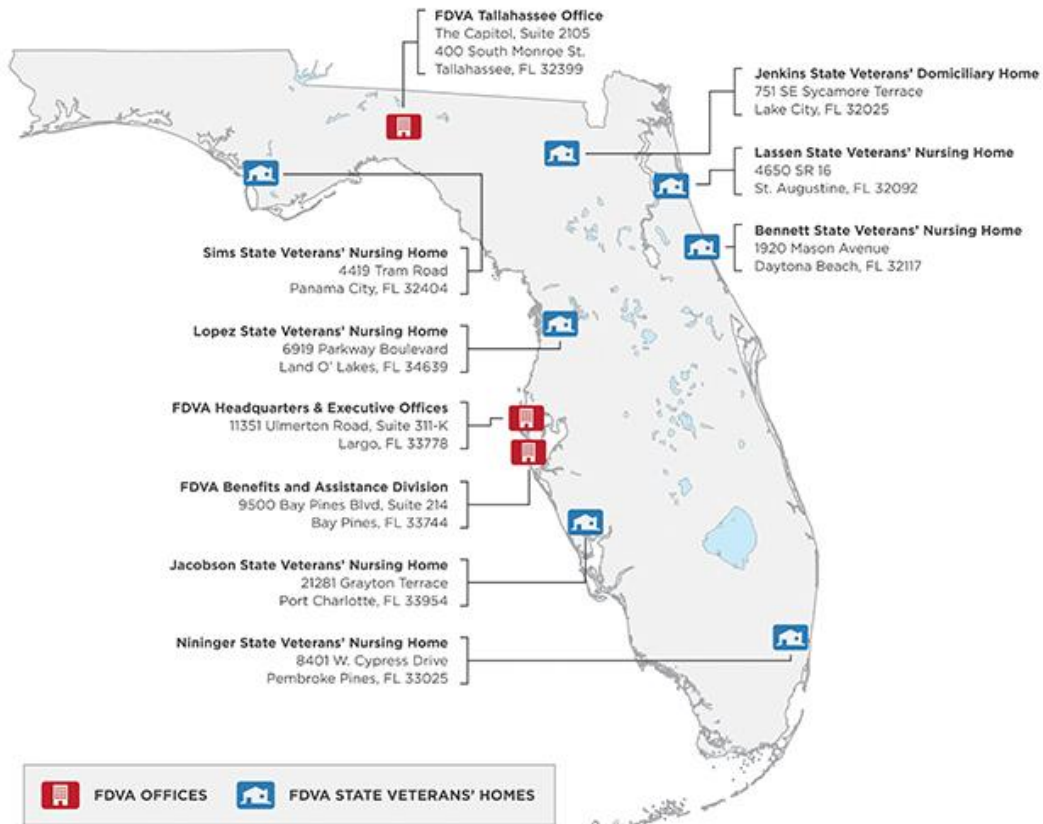 FDVA Tallahassee Office
The Capitol, Suite 2105
400 South Monroe St.
Tallahassee, FL 32399
Jenkins State Veterans' Domiciliary Home
751 SE Sycamore Terrace
Lake City, FL 32025
Lassen State Veterans' Nursing Home
4650 SR 16
St. Augustine, FL 32092
Bennett State Veterans' Nursing Home
1920 Mason Avenue
Daytona Beach, FL 32117
Sims State Veterans' Nursing Home
4419 Tram Road
Panama City, FL 32404
Lopez State Veterans' Nursing Home
6919 Parkway Boulevard
Land O' Lakes, FL 34639
FDVA Headquarters & Executive Offices
11351 Ulmerton Road, Suite 311-K
Largo, FL 33778
FDVA Benefits and Assistance Division
9500 Bay Pines Blvd, Suite 214
Bay Pines, FL 33744
Jacobson State Veterans' Nursing Home
21281 Grayton Terrace
Port Charlotte, FL 33954
Nininger State Veterans' Nursing Home
8401 W. Cypress Drive
Pembroke Pines, FL 33025
FDVA OFFICES
FDVA STATE VETERANS' HOMES